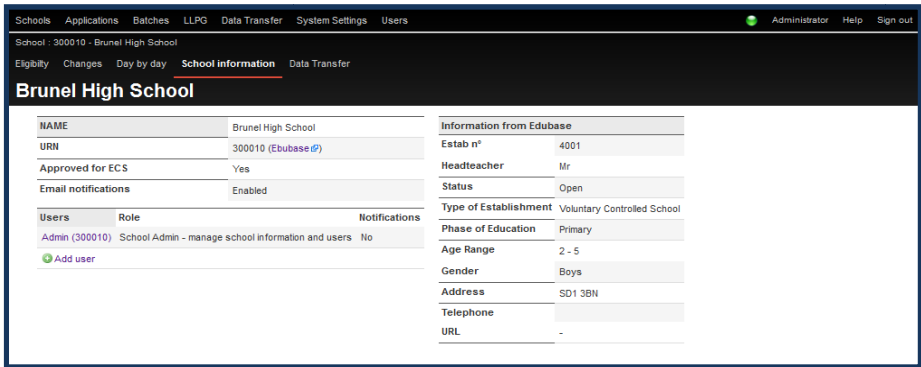 Schools Applications Batches LLPG Data Transfer System Settings Users Administrator Help Sign out
School : 300010 - Brunel High School
Eligibilty Changes Day by day School information Data Transfer
Brunel High School
NAME Brunel High School
URN 300010 (Ebubase)
Approved for ECS Yes
Email notifications Enabled
Users Role Notifications
Admin (300010) School Admin - manage school information and users No
Add user
Information from Edubase
Estab nº 4001
Headteacher Mr
Status Open
Type of Establishment Voluntary Controlled School
Phase of Education Primary
Age Range 2 - 5
Gender Boys
Address SD1 3BN
Telephone
URL -